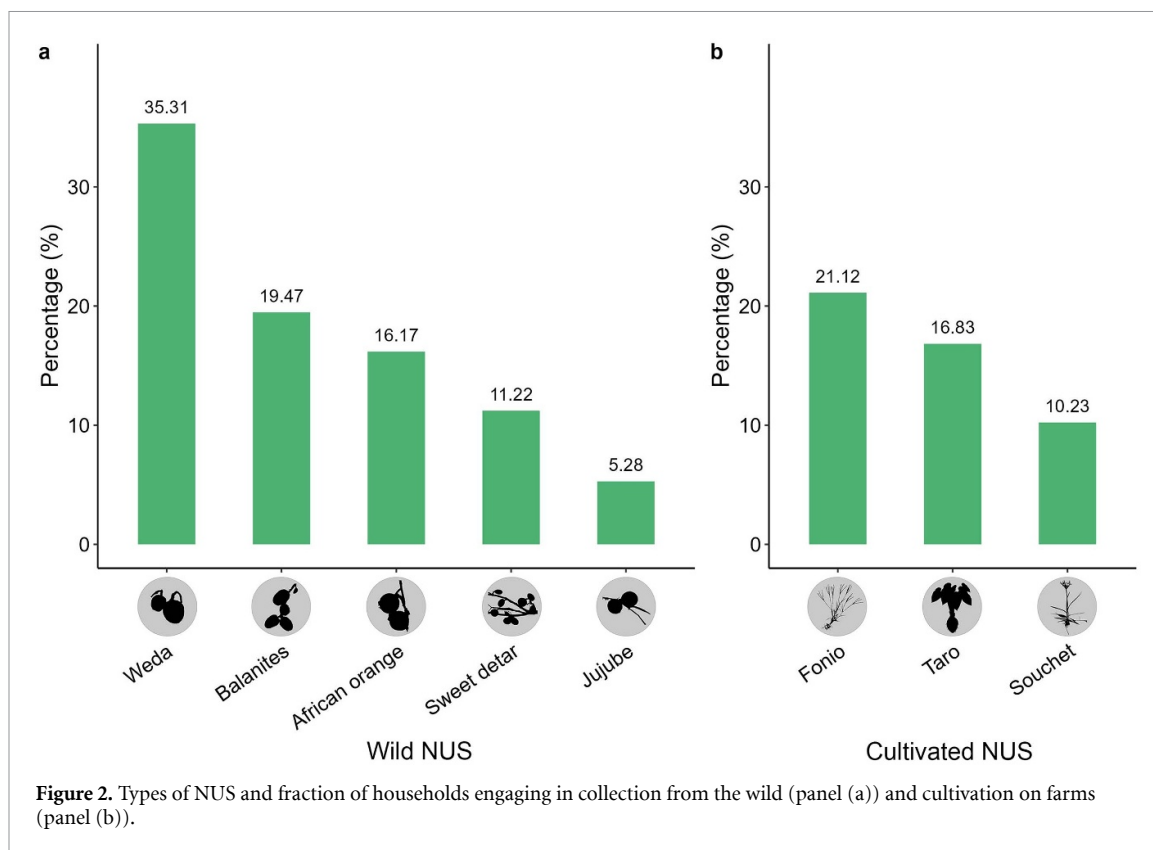 a
35.31
30
19.47
20
16.17
11.22
10
5.28
0
Percentage (%)
Weda
Balanites
African orange
Sweet detar
Jujube
Wild NUS
b
30
21.12
20
16.83
10.23
10
0
Percentage (%)
Fonio
Taro
Souchet
Cultivated NUS
Figure 2. Types of NUS and fraction of households engaging in collection from the wild (panel (a)) and cultivation on farms
(panel (b)).